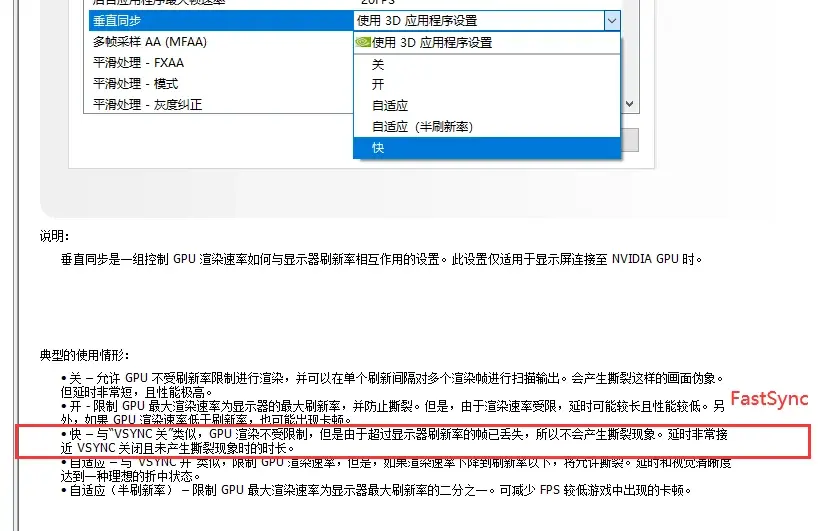 后台应用程序最大帧速率 20FPS
垂直同步 使用 3D 应用程序设置
多帧采样 AA (MFAA) 使用 3D 应用程序设置
平滑处理 - FXAA 关
平滑处理 - 模式 开
平滑处理 - 灰度纠正 自适应
自适应（半刷新率）
快
说明:
垂直同步是一组控制 GPU 渲染速率如何与显示器刷新率相互作用的设置。此设置仅适用于显示屏连接至 NVIDIA GPU 时。
典型的使用情形:
• 关 – 允许 GPU 不受刷新率限制进行渲染，并可以在单个刷新间隔对多个渲染帧进行扫描输出。会产生撕裂这样的画面伪象。
但延时非常短，且性能极高。
FastSync
• 开 - 限制 GPU 最大渲染速率为显示器的最大刷新率，并防止撕裂。但是，由于渲染速率受限，延时可能较长且性能较低。另
外，如果 GPU 渲染速率低于刷新率，也可能出现卡顿。
• 快 – 与“VSYNC 关”类似，GPU 渲染不受限制，但是由于超过显示器刷新率的帧已丢失，所以不会产生撕裂现象。延时非常接
近 VSYNC 关闭且未产生撕裂现象时的时长。
• 自适应 – 与“VSYNC 开”类似，限制 GPU 渲染速率，但是，如果渲染速率下降到刷新率以下，将允许撕裂。延时和视觉清晰度
达到一种理想的折中状态。
• 自适应（半刷新率） – 限制 GPU 最大渲染速率为显示器最大刷新率的二分之一。可减少 FPS 较低游戏中出现的卡顿。